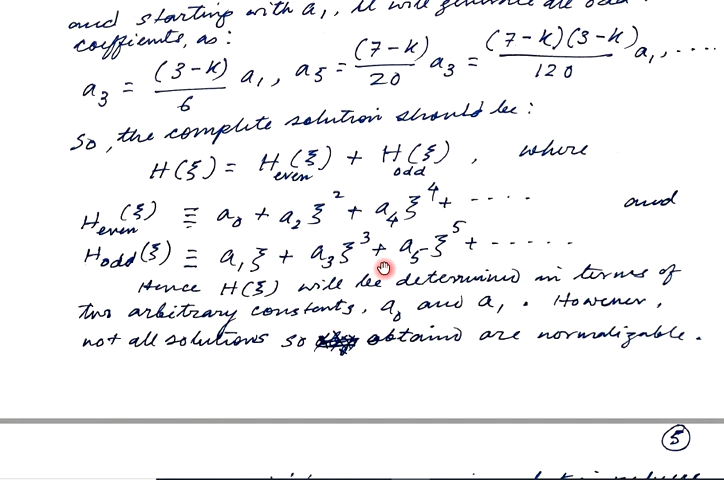 and starting with a₁, it will generate all odd
coefficients, as:
a₃ = (3-K)/6 a₁, a₅ = (7-K)/20 a₃ = (7-K)(3-K)/120 a₁, ....
So, the complete solution should be:
H(ξ) = H_even(ξ) + H_odd(ξ), where
H_even(ξ) ≡ a₀ + a₂ξ² + a₄ξ⁴ + ..... and
H_odd(ξ) ≡ a₁ξ + a₃ξ³ + a₅ξ⁵ + ......
Hence H(ξ) will be determined in terms of
two arbitrary constants, a₀ and a₁. However,
not all solutions so obtained are normalizable.
5